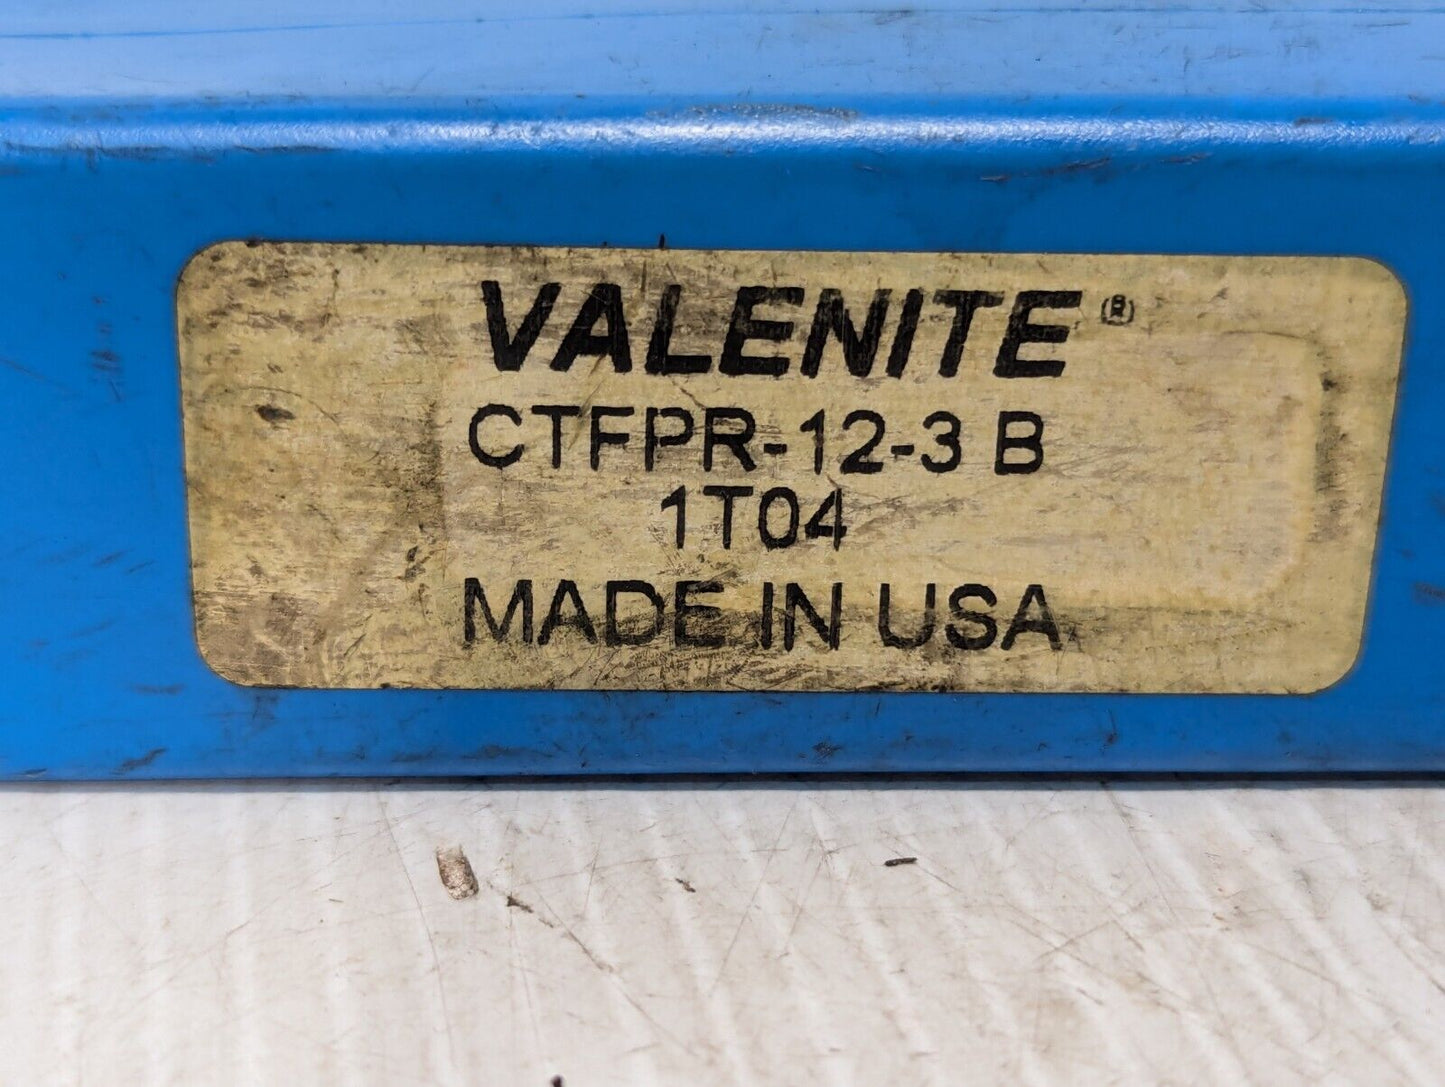 VALENITE®
CTFPR-12-3 B
1T04
MADE IN USA